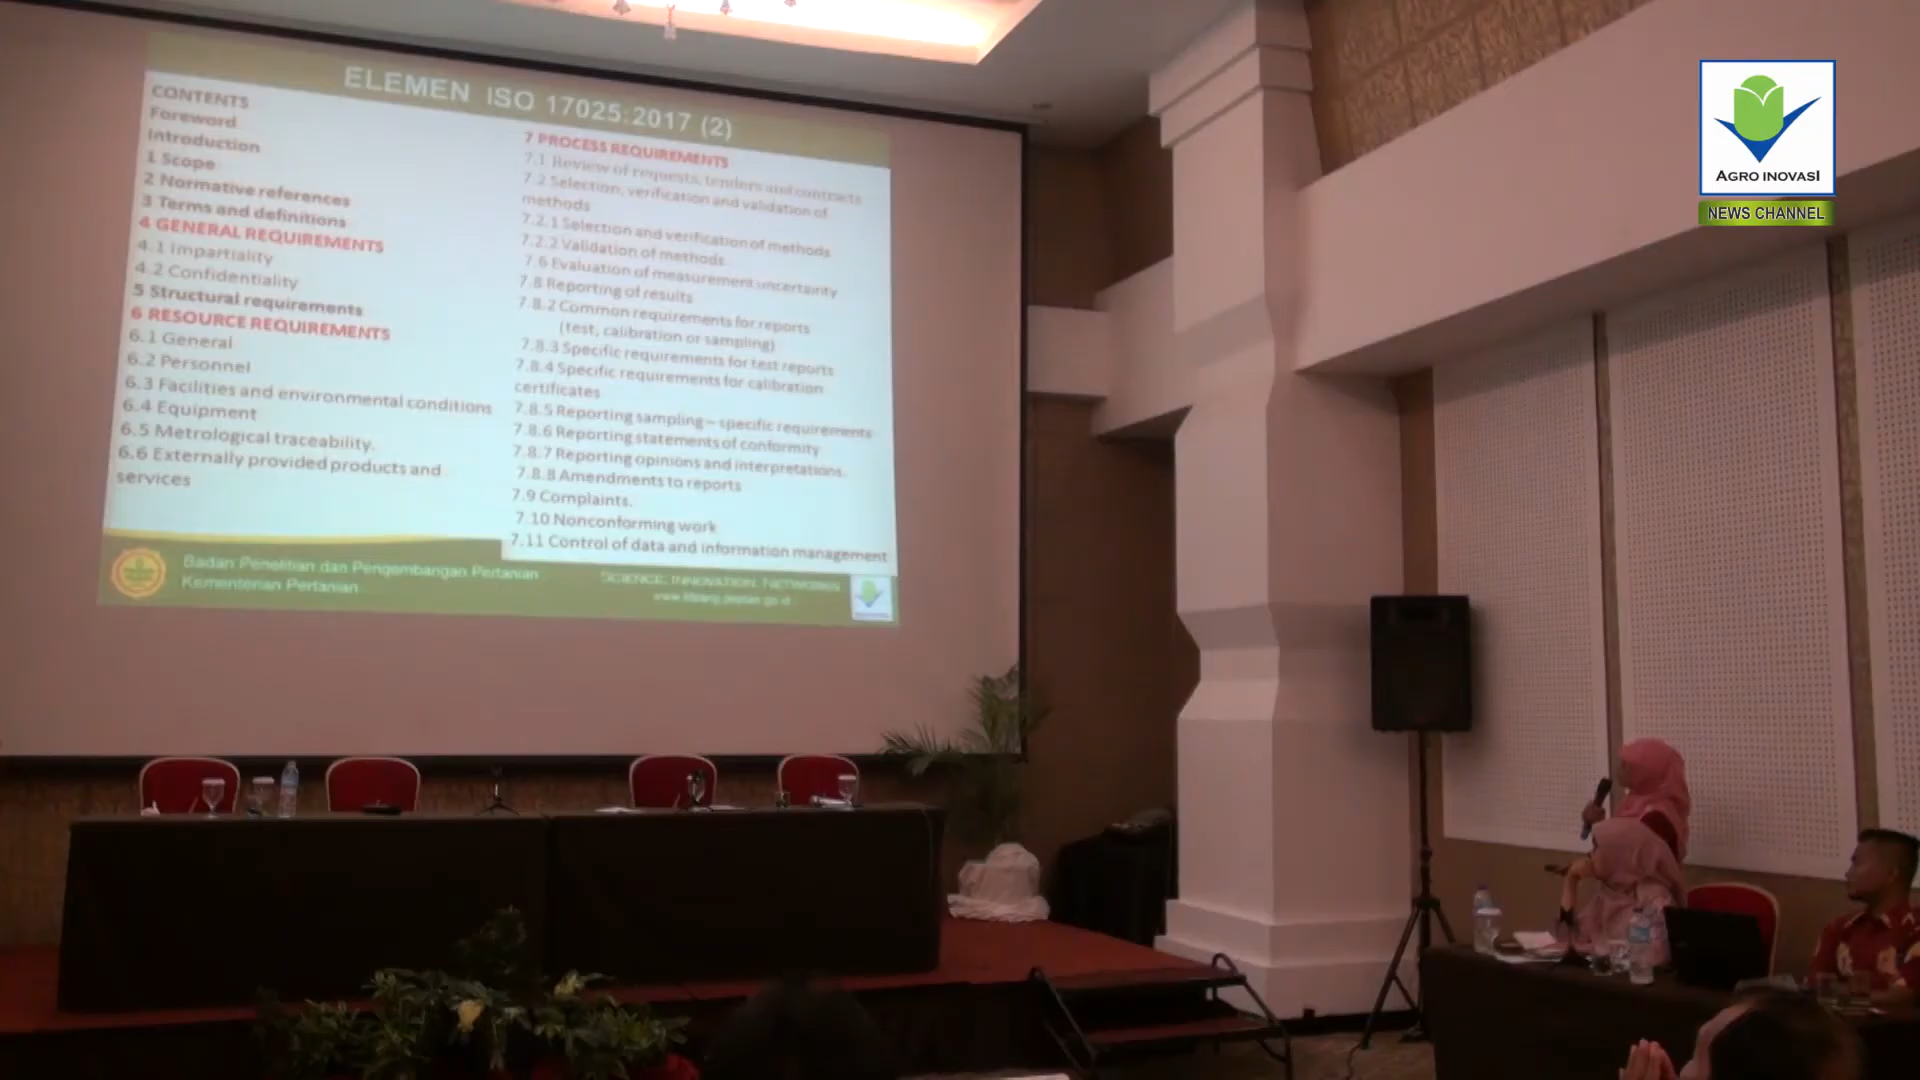 ELEMEN ISO 17025:2017 (2)
CONTENTS
Foreword
Introduction
1 Scope
2 Normative references
3 Terms and definitions
4 GENERAL REQUIREMENTS
4.1 Impartiality
4.2 Confidentiality
5 Structural requirements
6 RESOURCE REQUIREMENTS
6.1 General
6.2 Personnel
6.3 Facilities and environmental conditions
6.4 Equipment
6.5 Metrological traceability.
6.6 Externally provided products and
services
7 PROCESS REQUIREMENTS
7.1 Review of requests, tenders and contracts
7.2 Selection, verification and validation of
methods
7.2.1 Selection and verification of methods
7.2.2 Validation of methods
7.6 Evaluation of measurement uncertainty
7.8 Reporting of results
7.8.2 Common requirements for reports
(test, calibration or sampling)
7.8.3 Specific requirements for test reports
7.8.4 Specific requirements for calibration
certificates
7.8.5 Reporting sampling – specific requirements
7.8.6 Reporting statements of conformity
7.8.7 Reporting opinions and interpretations.
7.8.8 Amendments to reports
7.9 Complaints.
7.10 Nonconforming work
7.11 Control of data and information management
Badan Penelitian dan Pengembangan Pertanian
Kementerian Pertanian
SCIENCE. INNOVATION. NETWORKS
www.litbang.pertanian.go.id
AGRO INOVASI
NEWS CHANNEL